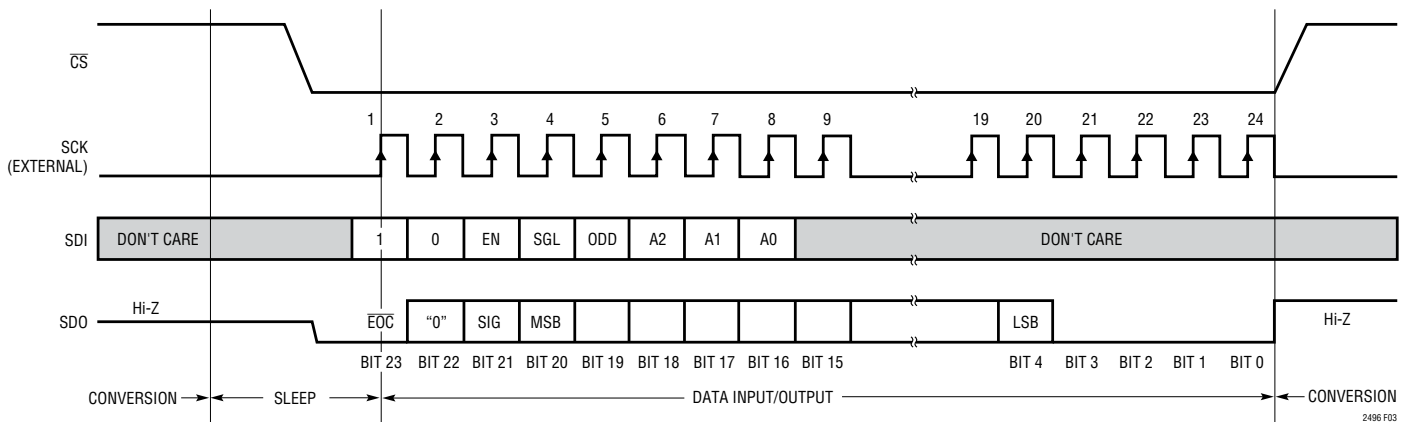 CS
1 2 3 4 5 6 7 8 9 19 20 21 22 23 24
SCK
(EXTERNAL)
SDI DON'T CARE 1 0 EN SGL ODD A2 A1 A0 DON'T CARE
Hi-Z Hi-Z
SDO EOC “0” SIG MSB LSB
BIT 23 BIT 22 BIT 21 BIT 20 BIT 19 BIT 18 BIT 17 BIT 16 BIT 15 BIT 4 BIT 3 BIT 2 BIT 1 BIT 0
CONVERSION SLEEP DATA INPUT/OUTPUT CONVERSION
2496 F03